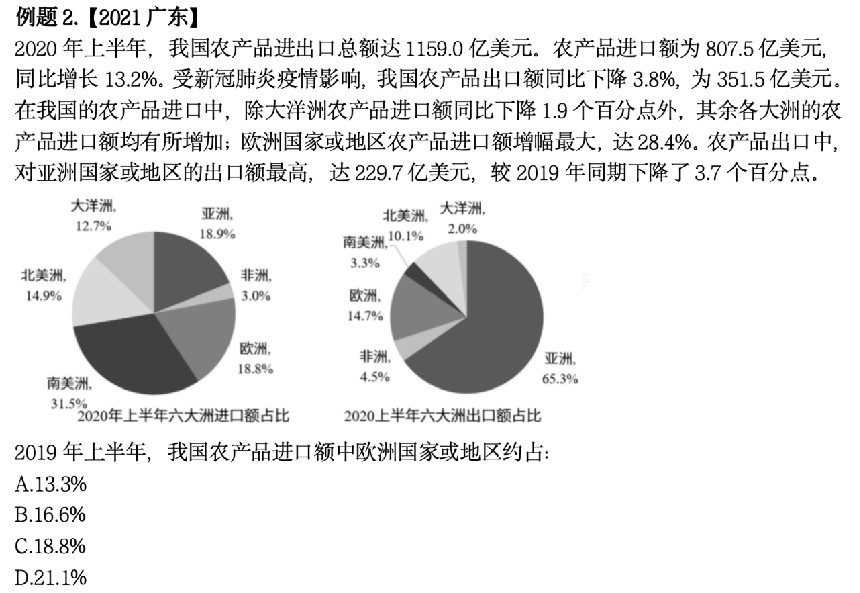 例题 2.【2021 广东】
2020 年上半年，我国农产品进出口总额达 1159.0 亿美元。农产品进口额为 807.5 亿美元,
同比增长 13.2%。受新冠肺炎疫情影响，我国农产品出口额同比下降 3.8%，为 351.5 亿美元。
在我国的农产品进口中，除大洋洲农产品进口额同比下降 1.9 个百分点外，其余各大洲的农
产品进口额均有所增加；欧洲国家或地区农产品进口额增幅最大，达 28.4%。农产品出口中,
对亚洲国家或地区的出口额最高，达 229.7 亿美元，较 2019 年同期下降了 3.7 个百分点。
大洋洲,
12.7%
亚洲,
18.9%
北美洲,
14.9%
非洲,
3.0%
欧洲,
18.8%
南美洲,
31.5%
2020年上半年六大洲进口额占比
北美洲,
10.1%
大洋洲,
2.0%
南美洲,
3.3%
欧洲,
14.7%
非洲,
4.5%
亚洲,
65.3%
2020上半年六大洲出口额占比
2019 年上半年，我国农产品进口额中欧洲国家或地区约占:
A.13.3%
B.16.6%
C.18.8%
D.21.1%